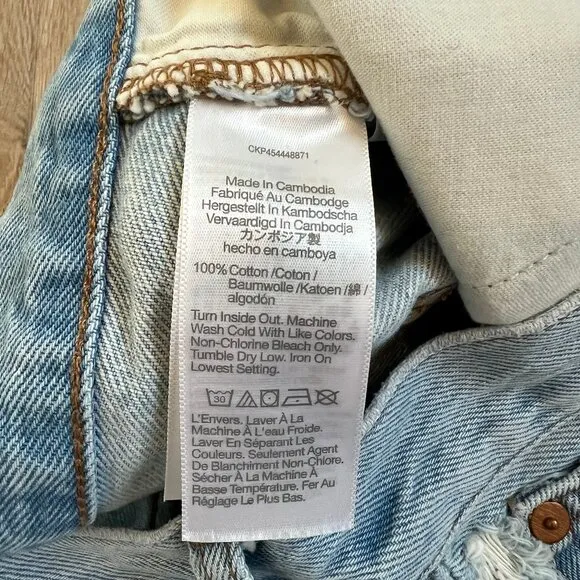 CKP454448871
Made In Cambodia
Fabriqué Au Cambodge
Hergestellt In Kambodscha
Vervaardigd In Cambodja
カンボジア製
hecho en camboya
100% Cotton /Coton /
Baumwolle /Katoen /綿 /
algodón
Turn Inside Out. Machine
Wash Cold With Like Colors.
Non-Chlorine Bleach Only.
Tumble Dry Low. Iron On
Lowest Setting.
30
L'Envers. Laver À La
Machine À L'eau Froide.
Laver En Séparant Les
Couleurs. Seulement Agent
De Blanchiment Non-Chlore.
Sécher À La Machine À
Basse Température. Fer Au
Réglage Le Plus Bas.